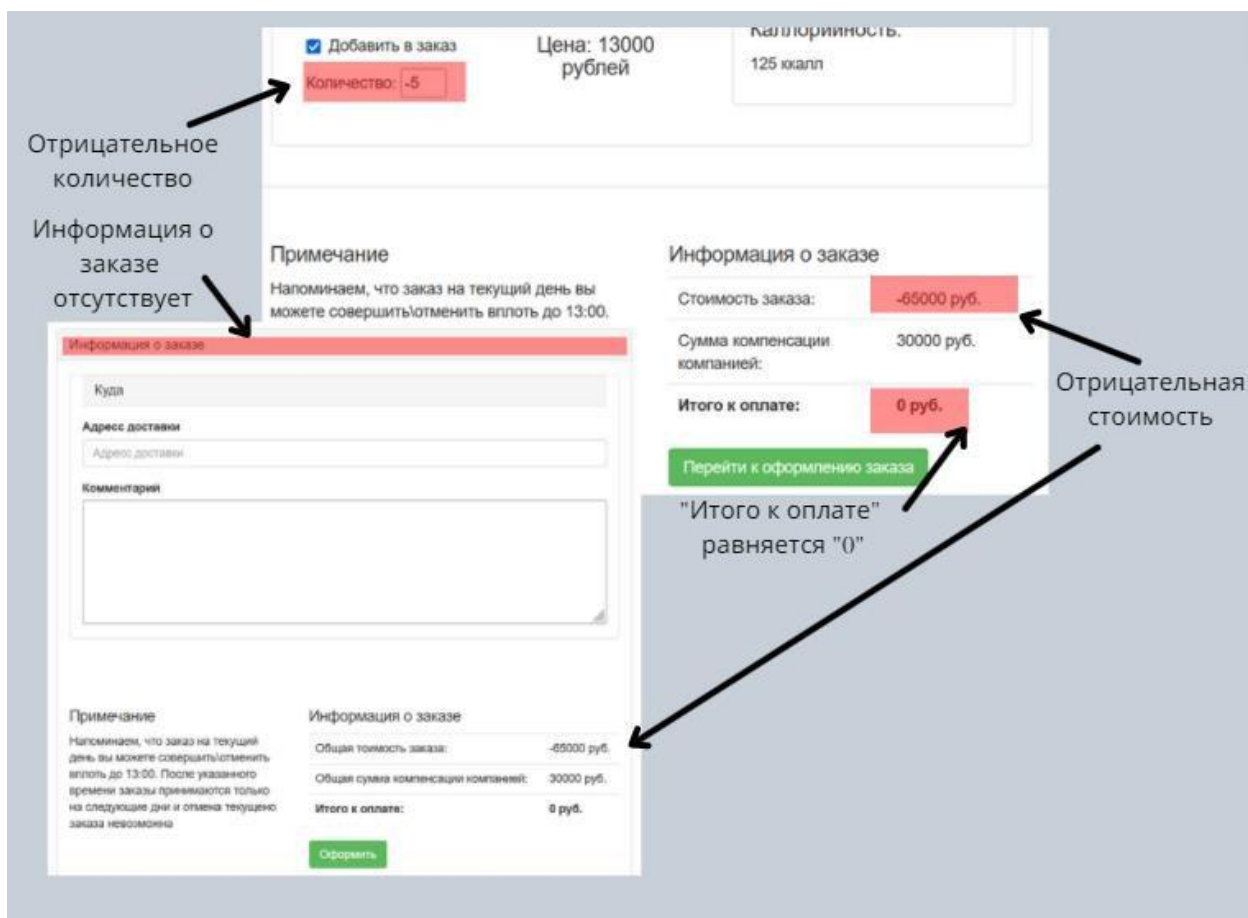 Добавить в заказ
Количество: -5
Цена: 13000
рублей
Каллорийность:
125 ккалл
Отрицательное
количество
Информация о
заказе
отсутствует
Примечание
Напоминаем, что заказ на текущий день вы
можете совершить\отменить вплоть до 13:00.
Информация о заказе
Стоимость заказа: -65000 руб.
Сумма компенсации
компанией: 30000 руб.
Итого к оплате: 0 руб.
Перейти к оформлению заказа
Отрицательная
стоимость
"Итого к оплате"
равняется "0"
Информация о заказе
Куда
Адресс доставки
Адресс доставки
Комментарий
Примечание
Напоминаем, что заказ на текущий
день вы можете совершить\отменить
вплоть до 13:00. После указанного
времени заказы принимаются только
на следующие дни и отмена текущено
заказа невозможна
Информация о заказе
Общая тоимость заказа: -65000 руб.
Общая сумма компенсации компанией: 30000 руб.
Итого к оплате: 0 руб.
Оформить